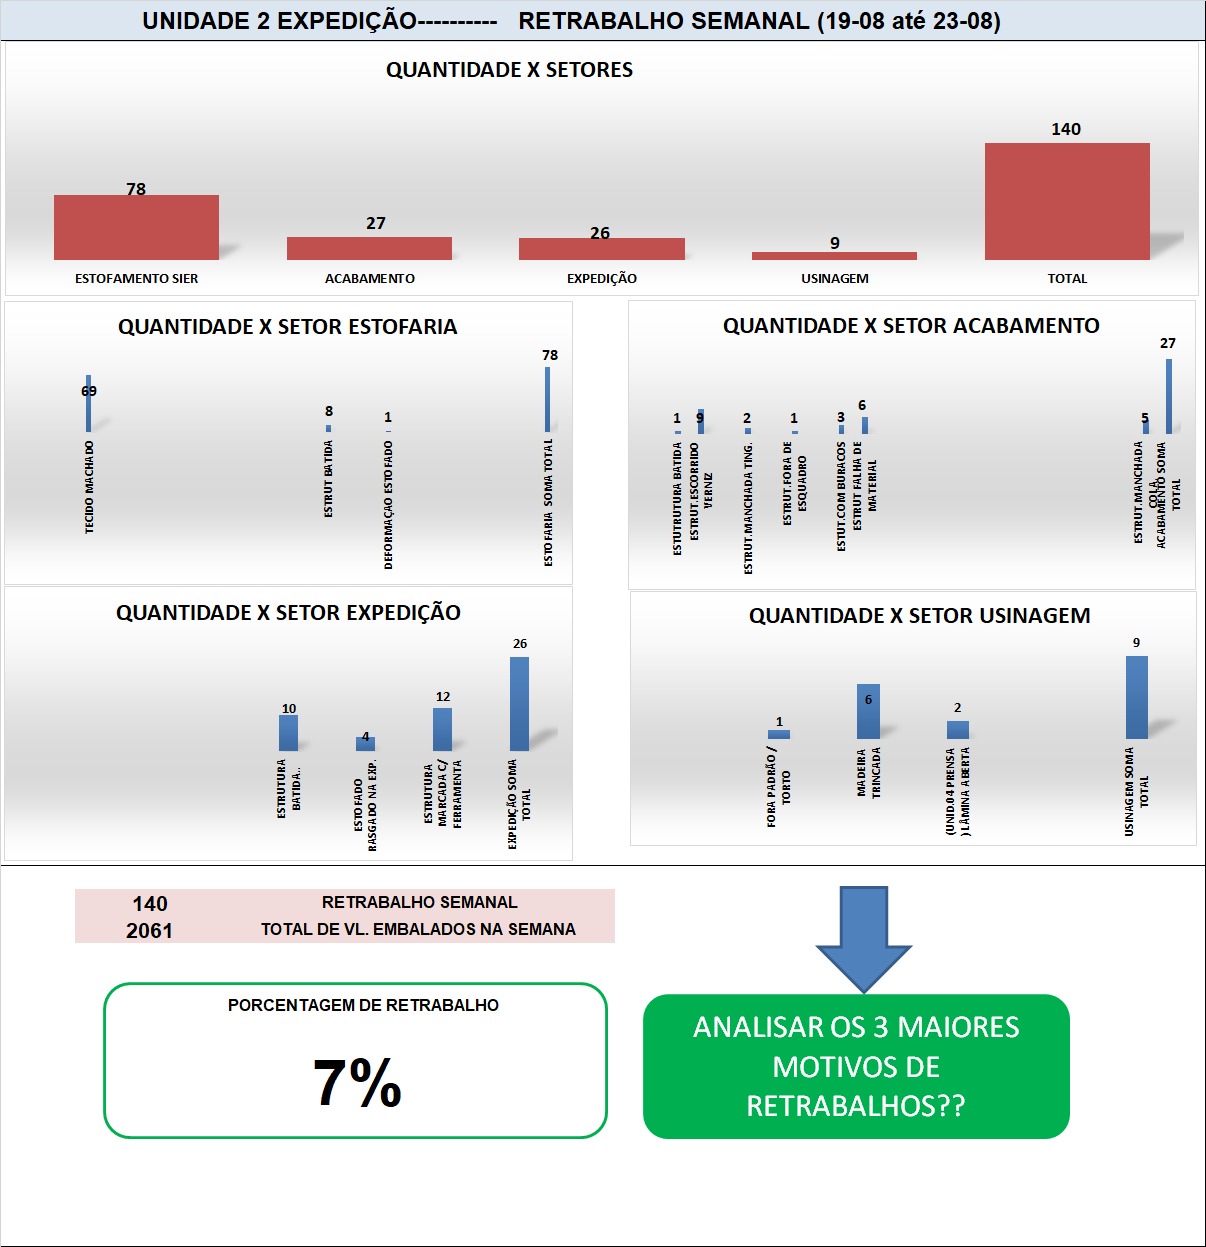 UNIDADE 2 EXPEDIÇÃO---------- RETRABALHO SEMANAL (19-08 até 23-08)
QUANTIDADE X SETORES
78
27
26
9
140
ESTOFAMENTO SIER
ACABAMENTO
EXPEDIÇÃO
USINAGEM
TOTAL
QUANTIDADE X SETOR ESTOFARIA
69
8
1
78
TECIDO MACHADO
ESTRUT BATIDA
DEFORMAÇAO ESTOFADO
ESTOFARIA SOMA TOTAL
QUANTIDADE X SETOR ACABAMENTO
1
9
2
1
3
6
5
27
ESTUTRUTURA BATIDA
ESTRUT.ESCORRIDO
VERNIZ
ESTRUT.MANCHADA TING.
ESTRUT.FORA DE
ESQUADRO
ESTUT.COM BURACOS
ESTRUT FALHA DE
MATERIAL
ESTRUT.MANCHADA
COLA
ACABAMENTO SOMA
TOTAL
QUANTIDADE X SETOR EXPEDIÇÃO
10
4
12
26
ESTRUTURA
BATIDA..
ESTOFADO
RASGADO NA EXP.
ESTRUTURA
MARCADA C/
FERRAMENTA
EXPEDIÇÃO SOMA
TOTAL
QUANTIDADE X SETOR USINAGEM
1
6
2
9
FORA PADRÃO /
TORTO
MADEIRA
TRINCADA
(UNID.04 PRENSA
) LÂMINA ABERTA
USINAGEM SOMA
TOTAL
140 RETRABALHO SEMANAL
2061 TOTAL DE VL. EMBALADOS NA SEMANA
PORCENTAGEM DE RETRABALHO
7%
ANALISAR OS 3 MAIORES
MOTIVOS DE
RETRABALHOS??